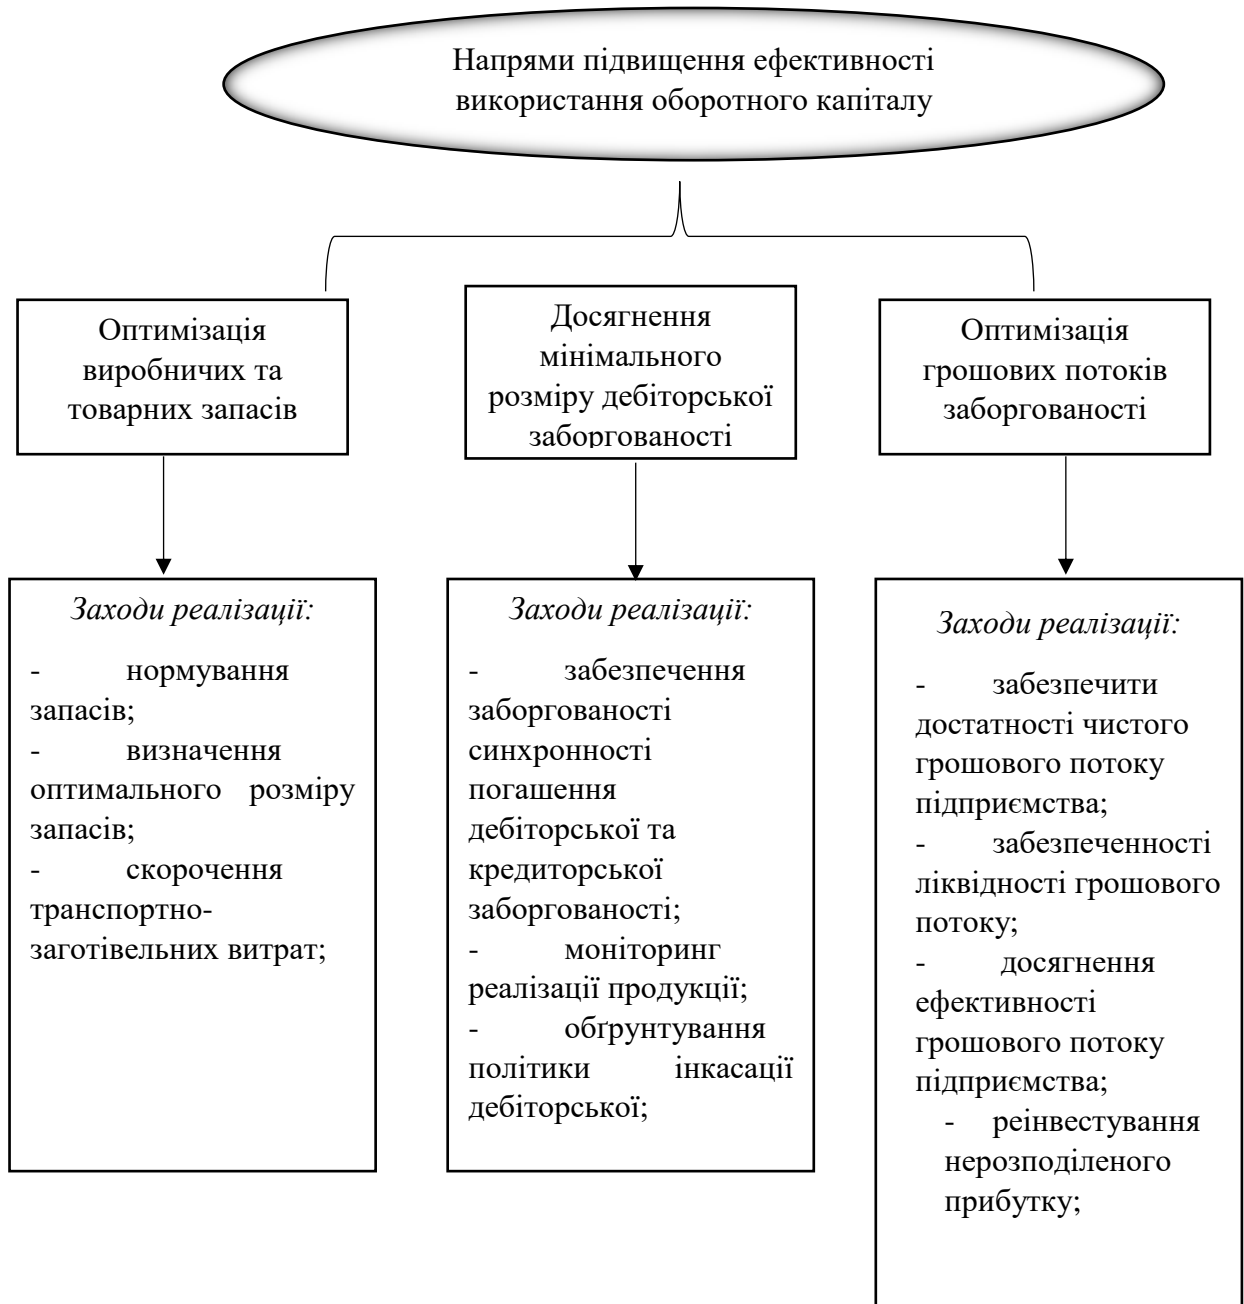 Напрями підвищення ефективності
використання оборотного капіталу
Оптимізація
виробничих та
товарних запасів
Досягнення
мінімального
розміру дебіторської
заборгованості
Оптимізація
грошових потоків
заборгованості
Заходи реалізації:
- нормування
запасів;
- визначення
оптимального розміру
запасів;
- скорочення
транспортно-
заготівельних витрат;
Заходи реалізації:
- забезпечення
заборгованості
синхронності
погашення
дебіторської та
кредиторської
заборгованості;
- моніторинг
реалізації продукції;
- обґрунтування
політики інкасації
дебіторської;
Заходи реалізації:
- забезпечити
достатності чистого
грошового потоку
підприємства;
- забезпеченності
ліквідності грошового
потоку;
- досягнення
ефективності
грошового потоку
підприємства;
- реінвестування
нерозподіленого
прибутку;